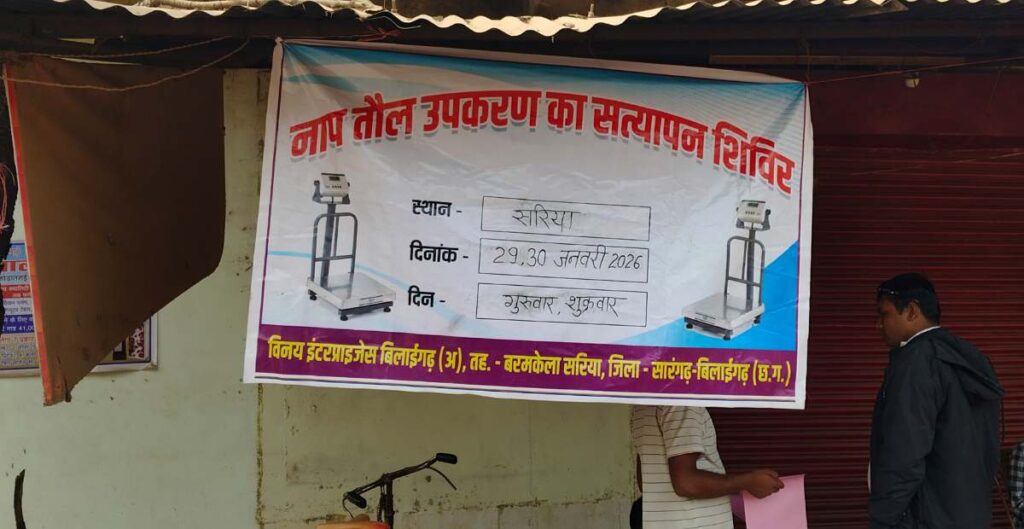 नाप तौल उपकरण का सत्यापन शिविर
स्थान - सरिया
दिनांक - 29,30 जनवरी 2026
दिन - गुरुवार, शुक्रवार
विनय इंटरप्राइजेस बिलाईगढ़ (अ), तह. - बरमकेला सरिया, जिला - सारंगढ़-बिलाईगढ़ (छ.ग.)